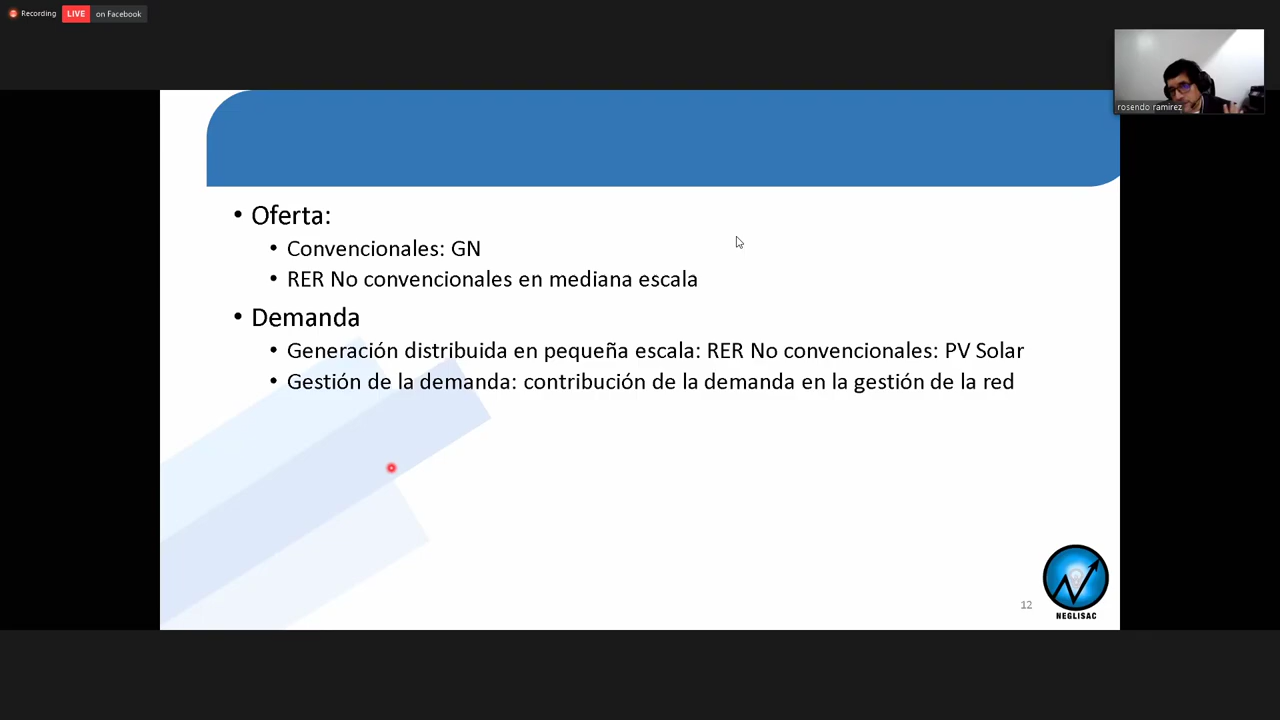 Recording LIVE on Facebook
rosendo ramirez
• Oferta:
• Convencionales: GN
• RER No convencionales en mediana escala
• Demanda
• Generación distribuida en pequeña escala: RER No convencionales: PV Solar
• Gestión de la demanda: contribución de la demanda en la gestión de la red
12
NEGLISAC